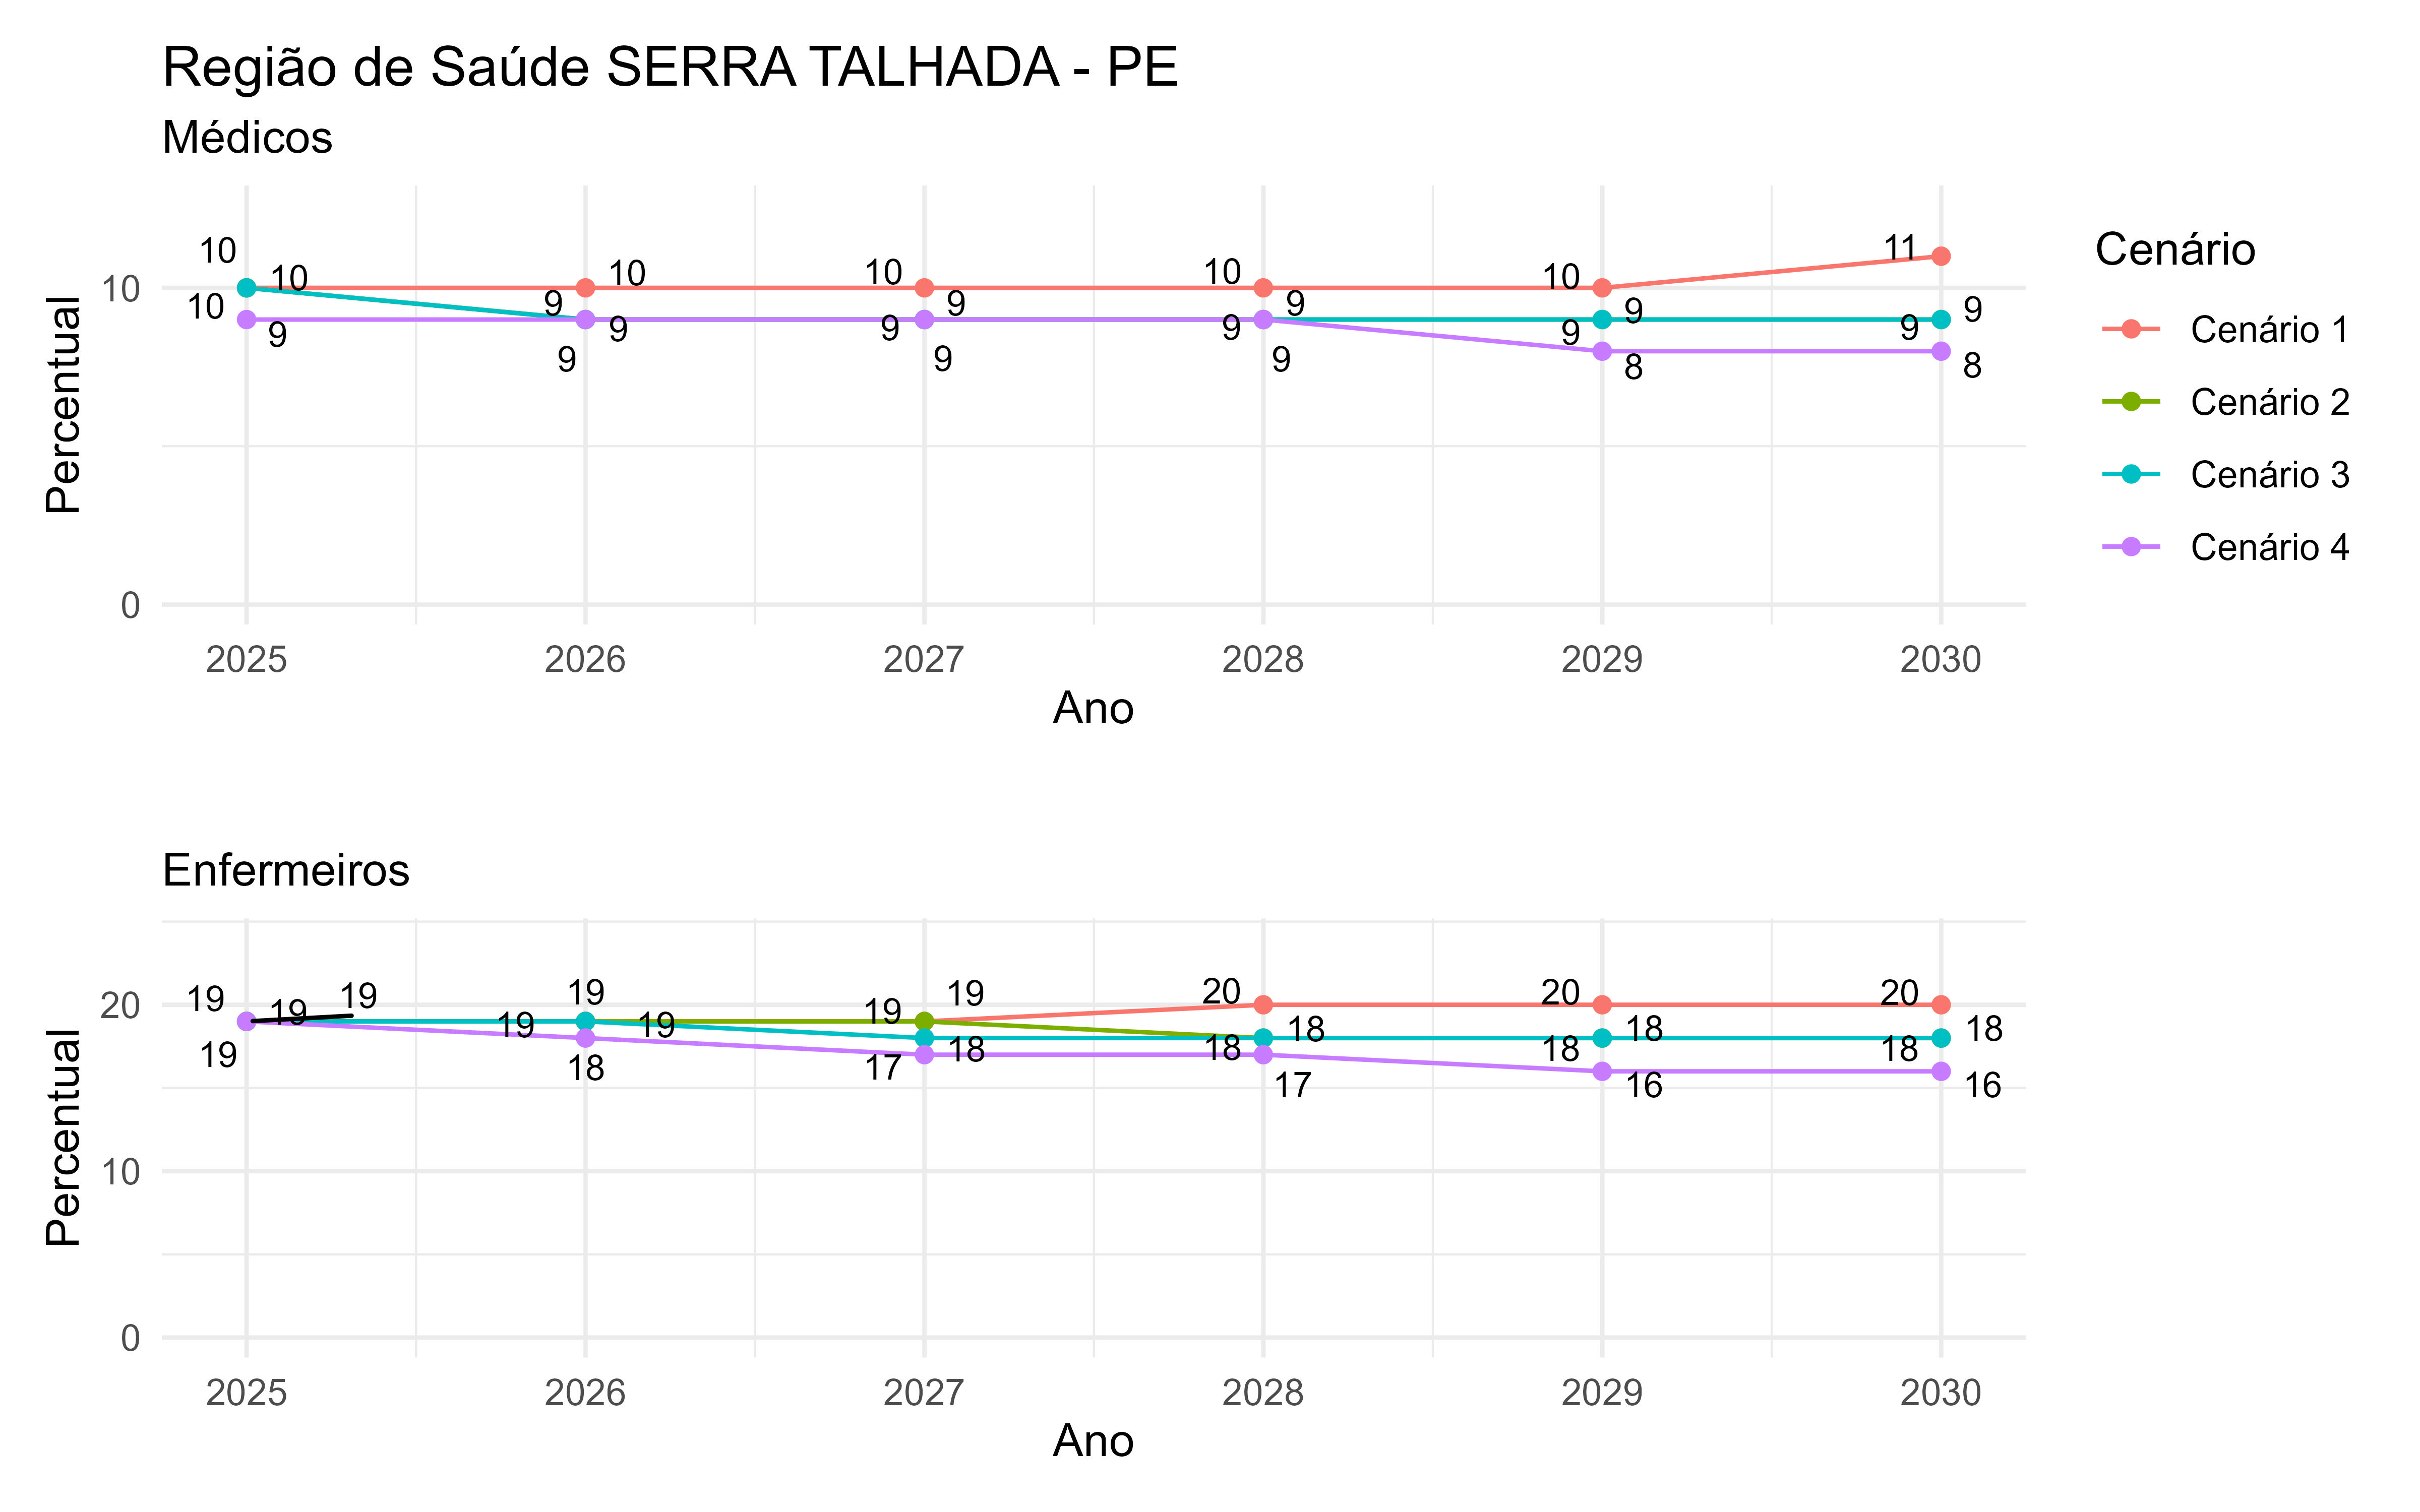 Região de Saúde SERRA TALHADA - PE
Médicos
Percentual
10
0
10 10 10 9
10 9 9 9
10 9 9 9
10 9 9 9
10 9 9 8
11 9 9 8
2025 2026 2027 2028 2029 2030
Ano
Cenário
Cenário 1
Cenário 2
Cenário 3
Cenário 4
Enfermeiros
Percentual
20
10
0
19 19 19 19
19 19 19 18
19 19 18 17
20 18 18 17
20 18 18 16
20 18 18 16
2025 2026 2027 2028 2029 2030
Ano